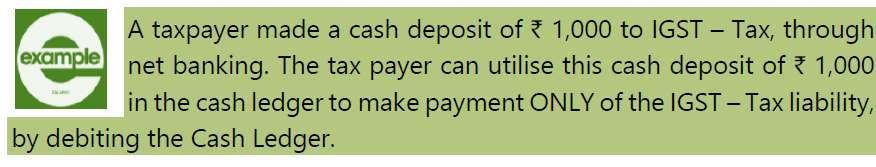 example
A taxpayer made a cash deposit of ₹ 1,000 to IGST – Tax, through
net banking. The tax payer can utilise this cash deposit of ₹ 1,000
in the cash ledger to make payment ONLY of the IGST – Tax liability,
by debiting the Cash Ledger.